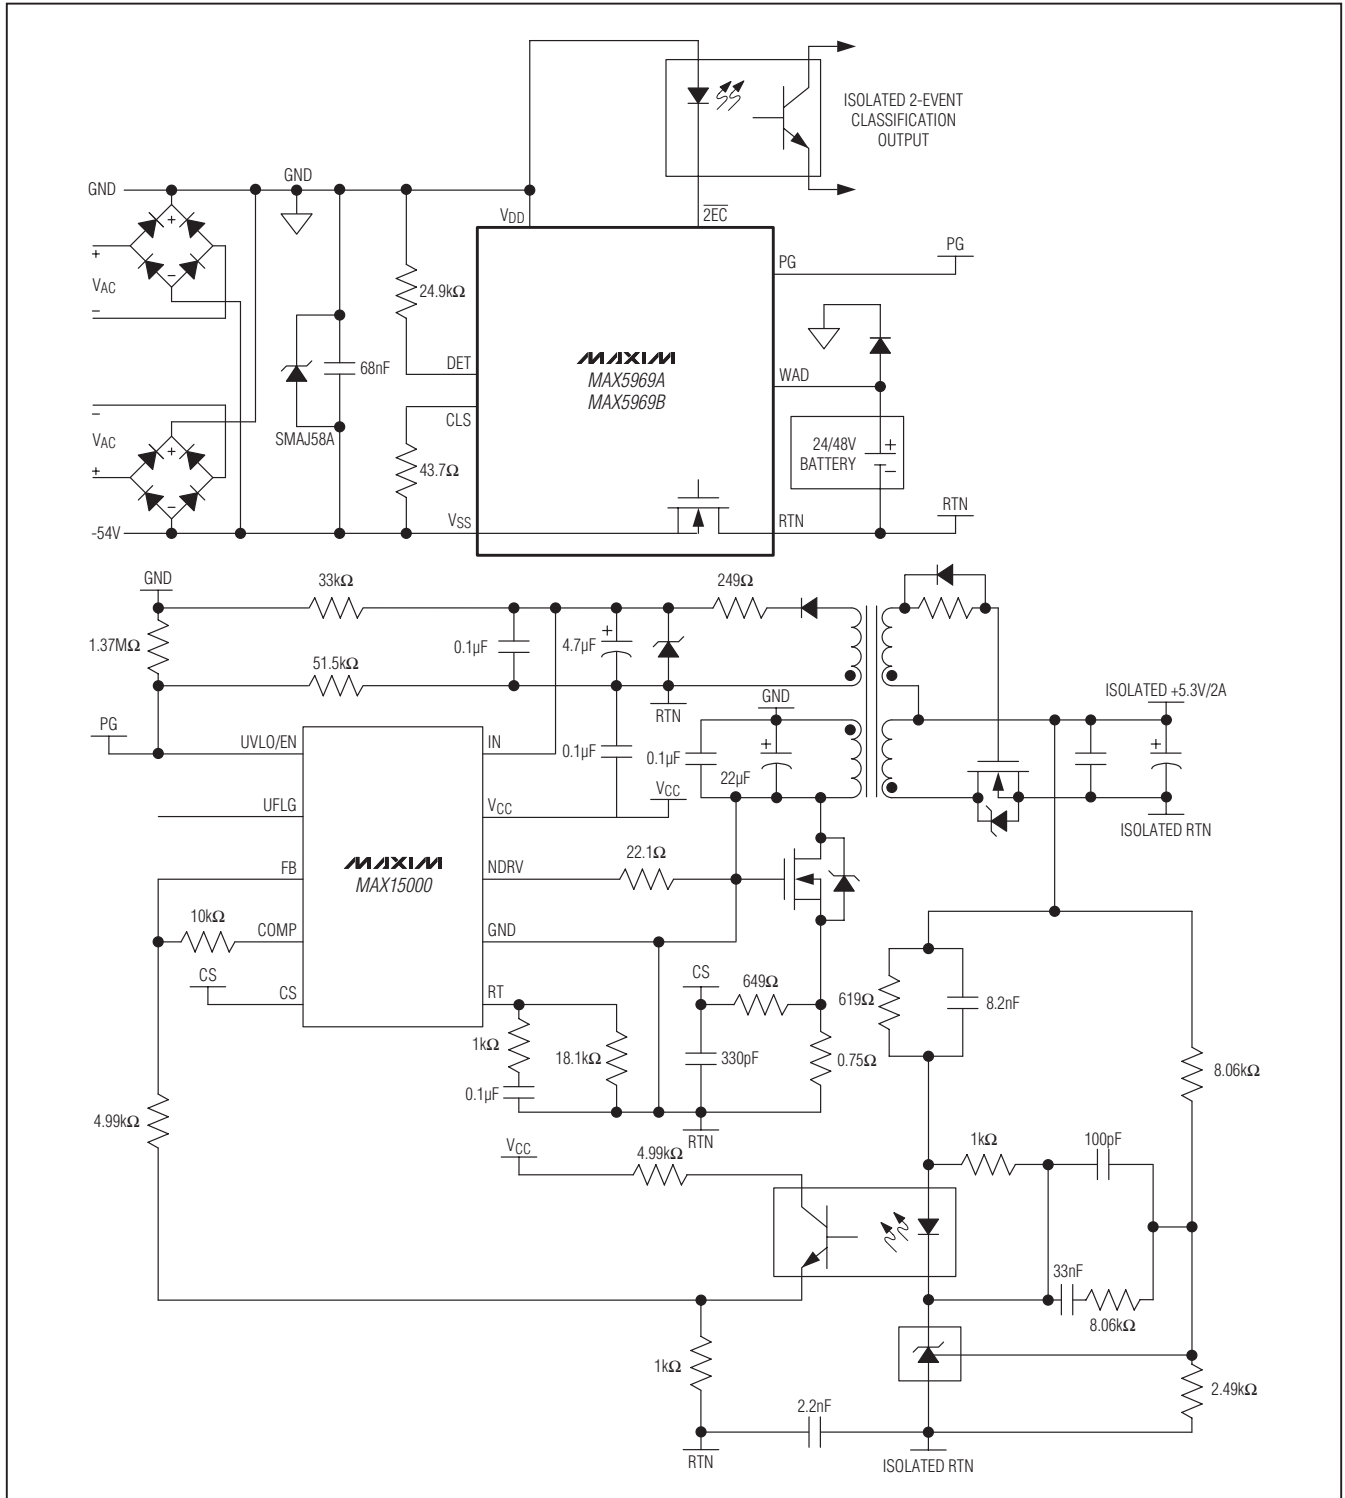 ISOLATED 2-EVENT
CLASSIFICATION
OUTPUT
GND
GND
VDD
2EC
+
PG
PG
+
VAC
-
24.9kΩ
-
68nF
DET
MAXIM
MAX5969A
MAX5969B
WAD
-
VAC
+
SMAJ58A
CLS
24/48V
BATTERY
+
-
+
43.7Ω
-
-54V
VSS
RTN
RTN
GND
33kΩ
249Ω
1.37MΩ
0.1µF
+
4.7µF
51.5kΩ
RTN
GND
ISOLATED +5.3V/2A
PG
UVLO/EN
IN
0.1µF
0.1µF
+
22µF
+
UFLG
VCC
VCC
ISOLATED RTN
FB
MAXIM
MAX15000
NDRV
22.1Ω
10kΩ
COMP
GND
CS
CS
RT
CS
649Ω
619Ω
8.2nF
1kΩ
18.1kΩ
330pF
0.75Ω
0.1µF
8.06kΩ
4.99kΩ
RTN
VCC
4.99kΩ
1kΩ
100pF
33nF
8.06kΩ
1kΩ
2.49kΩ
2.2nF
RTN
ISOLATED RTN